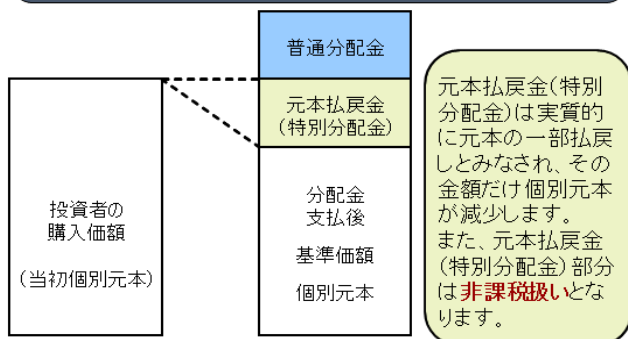 普通分配金
元本払戻金
(特別分配金)
投資者の
購入価額
(当初個別元本)
分配金
支払後
基準価額
個別元本
元本払戻金(特別
分配金)は実質的
に元本の一部払戻
しとみなされ、その
金額だけ個別元本
が減少します。
また、元本払戻金
(特別分配金)部分
は非課税扱いとな
ります。